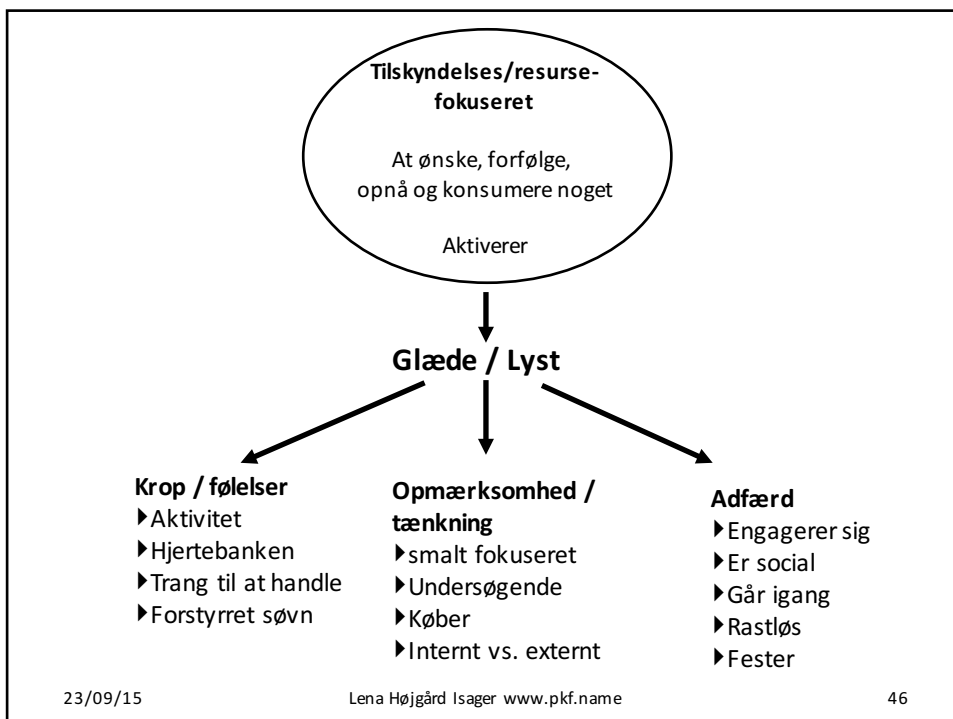 Tilskyndelses/resurse-
fokuseret
At ønske, forfølge,
opnå og konsumere noget
Aktiverer
Glæde / Lyst
Krop / følelser
Aktivitet
Hjertebanken
Trang til at handle
Forstyrret søvn
Opmærksomhed /
tænkning
smalt fokuseret
Undersøgende
Køber
Internt vs. externt
Adfærd
Engagerer sig
Er social
Går igang
Rastløs
Fester
23/09/15
Lena Højgård Isager www.pkf.name
46